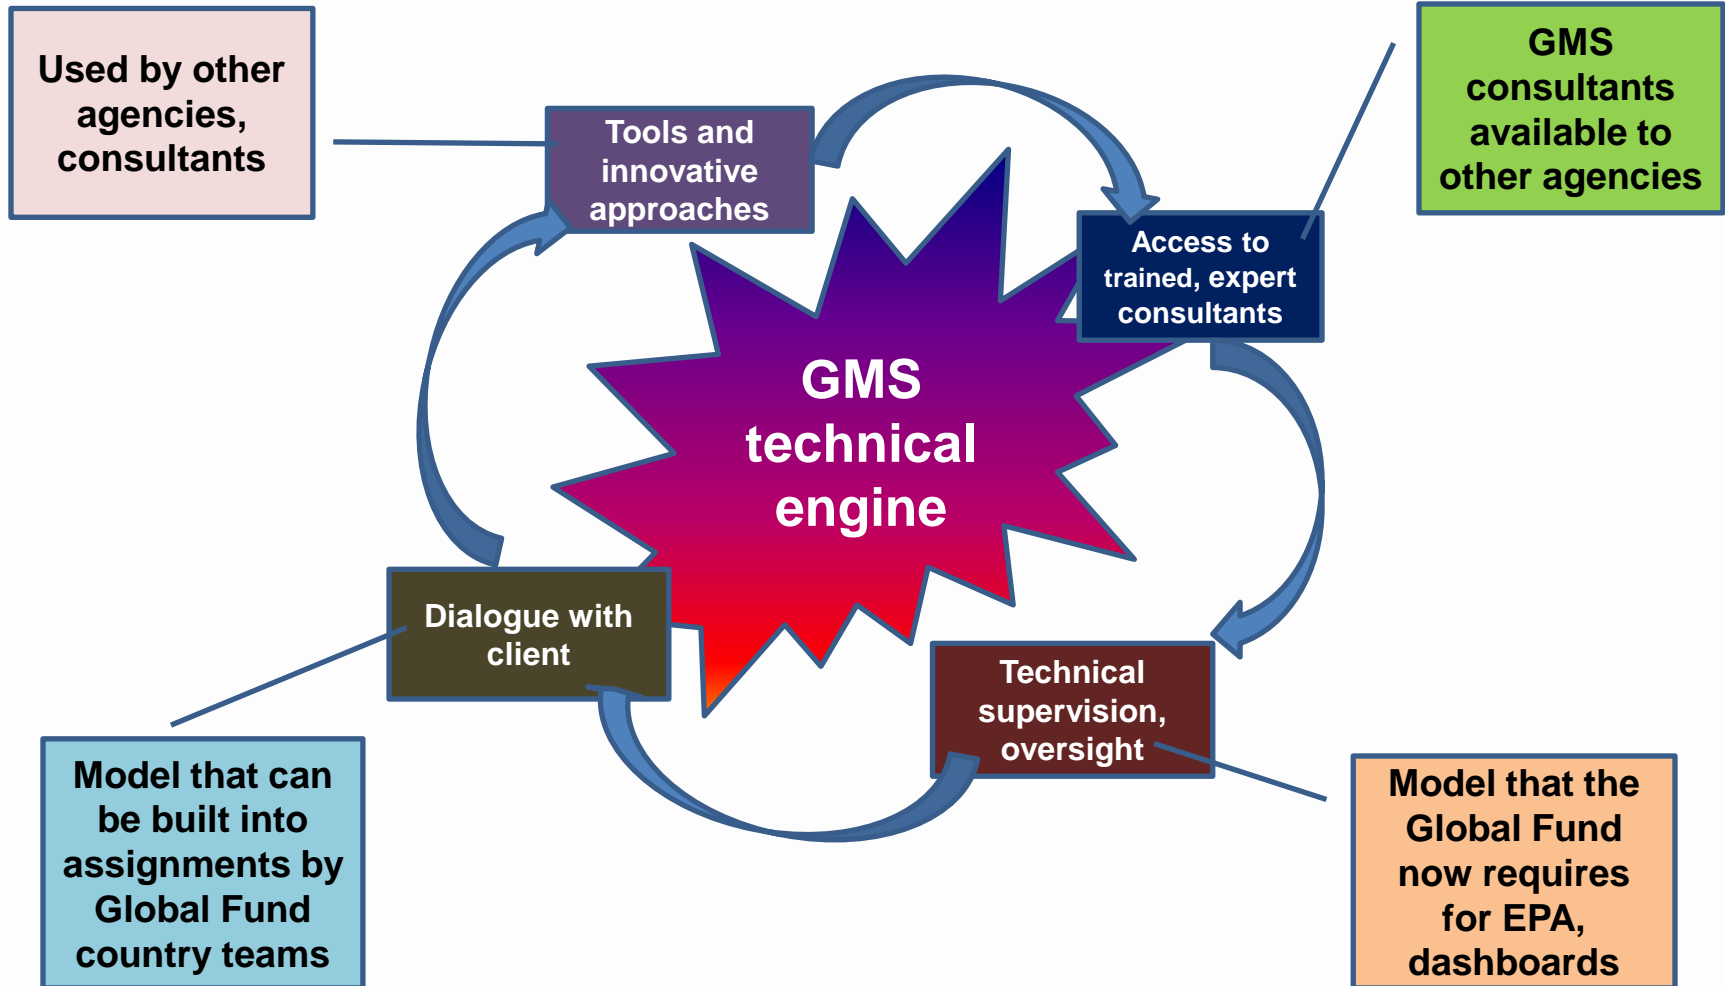 Used by other
agencies,
consultants
Tools and
innovative
approaches
GMS
consultants
available to
other agencies
Access to
trained, expert
consultants
GMS
technical
engine
Dialogue with
client
Technical
supervision,
oversight
Model that can
be built into
assignments by
Global Fund
country teams
Model that the
Global Fund
now requires
for EPA,
dashboards